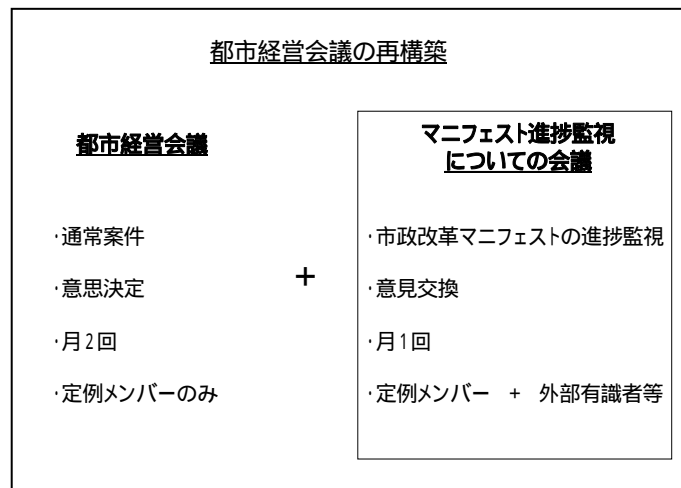 都市経営会議の再構築
都市経営会議
・通常案件
・意思決定
・月2回
・定例メンバーのみ
+
マニフェスト進捗監視
についての会議
・市政改革マニフェストの進捗監視
・意見交換
・月1回
・定例メンバー + 外部有識者等